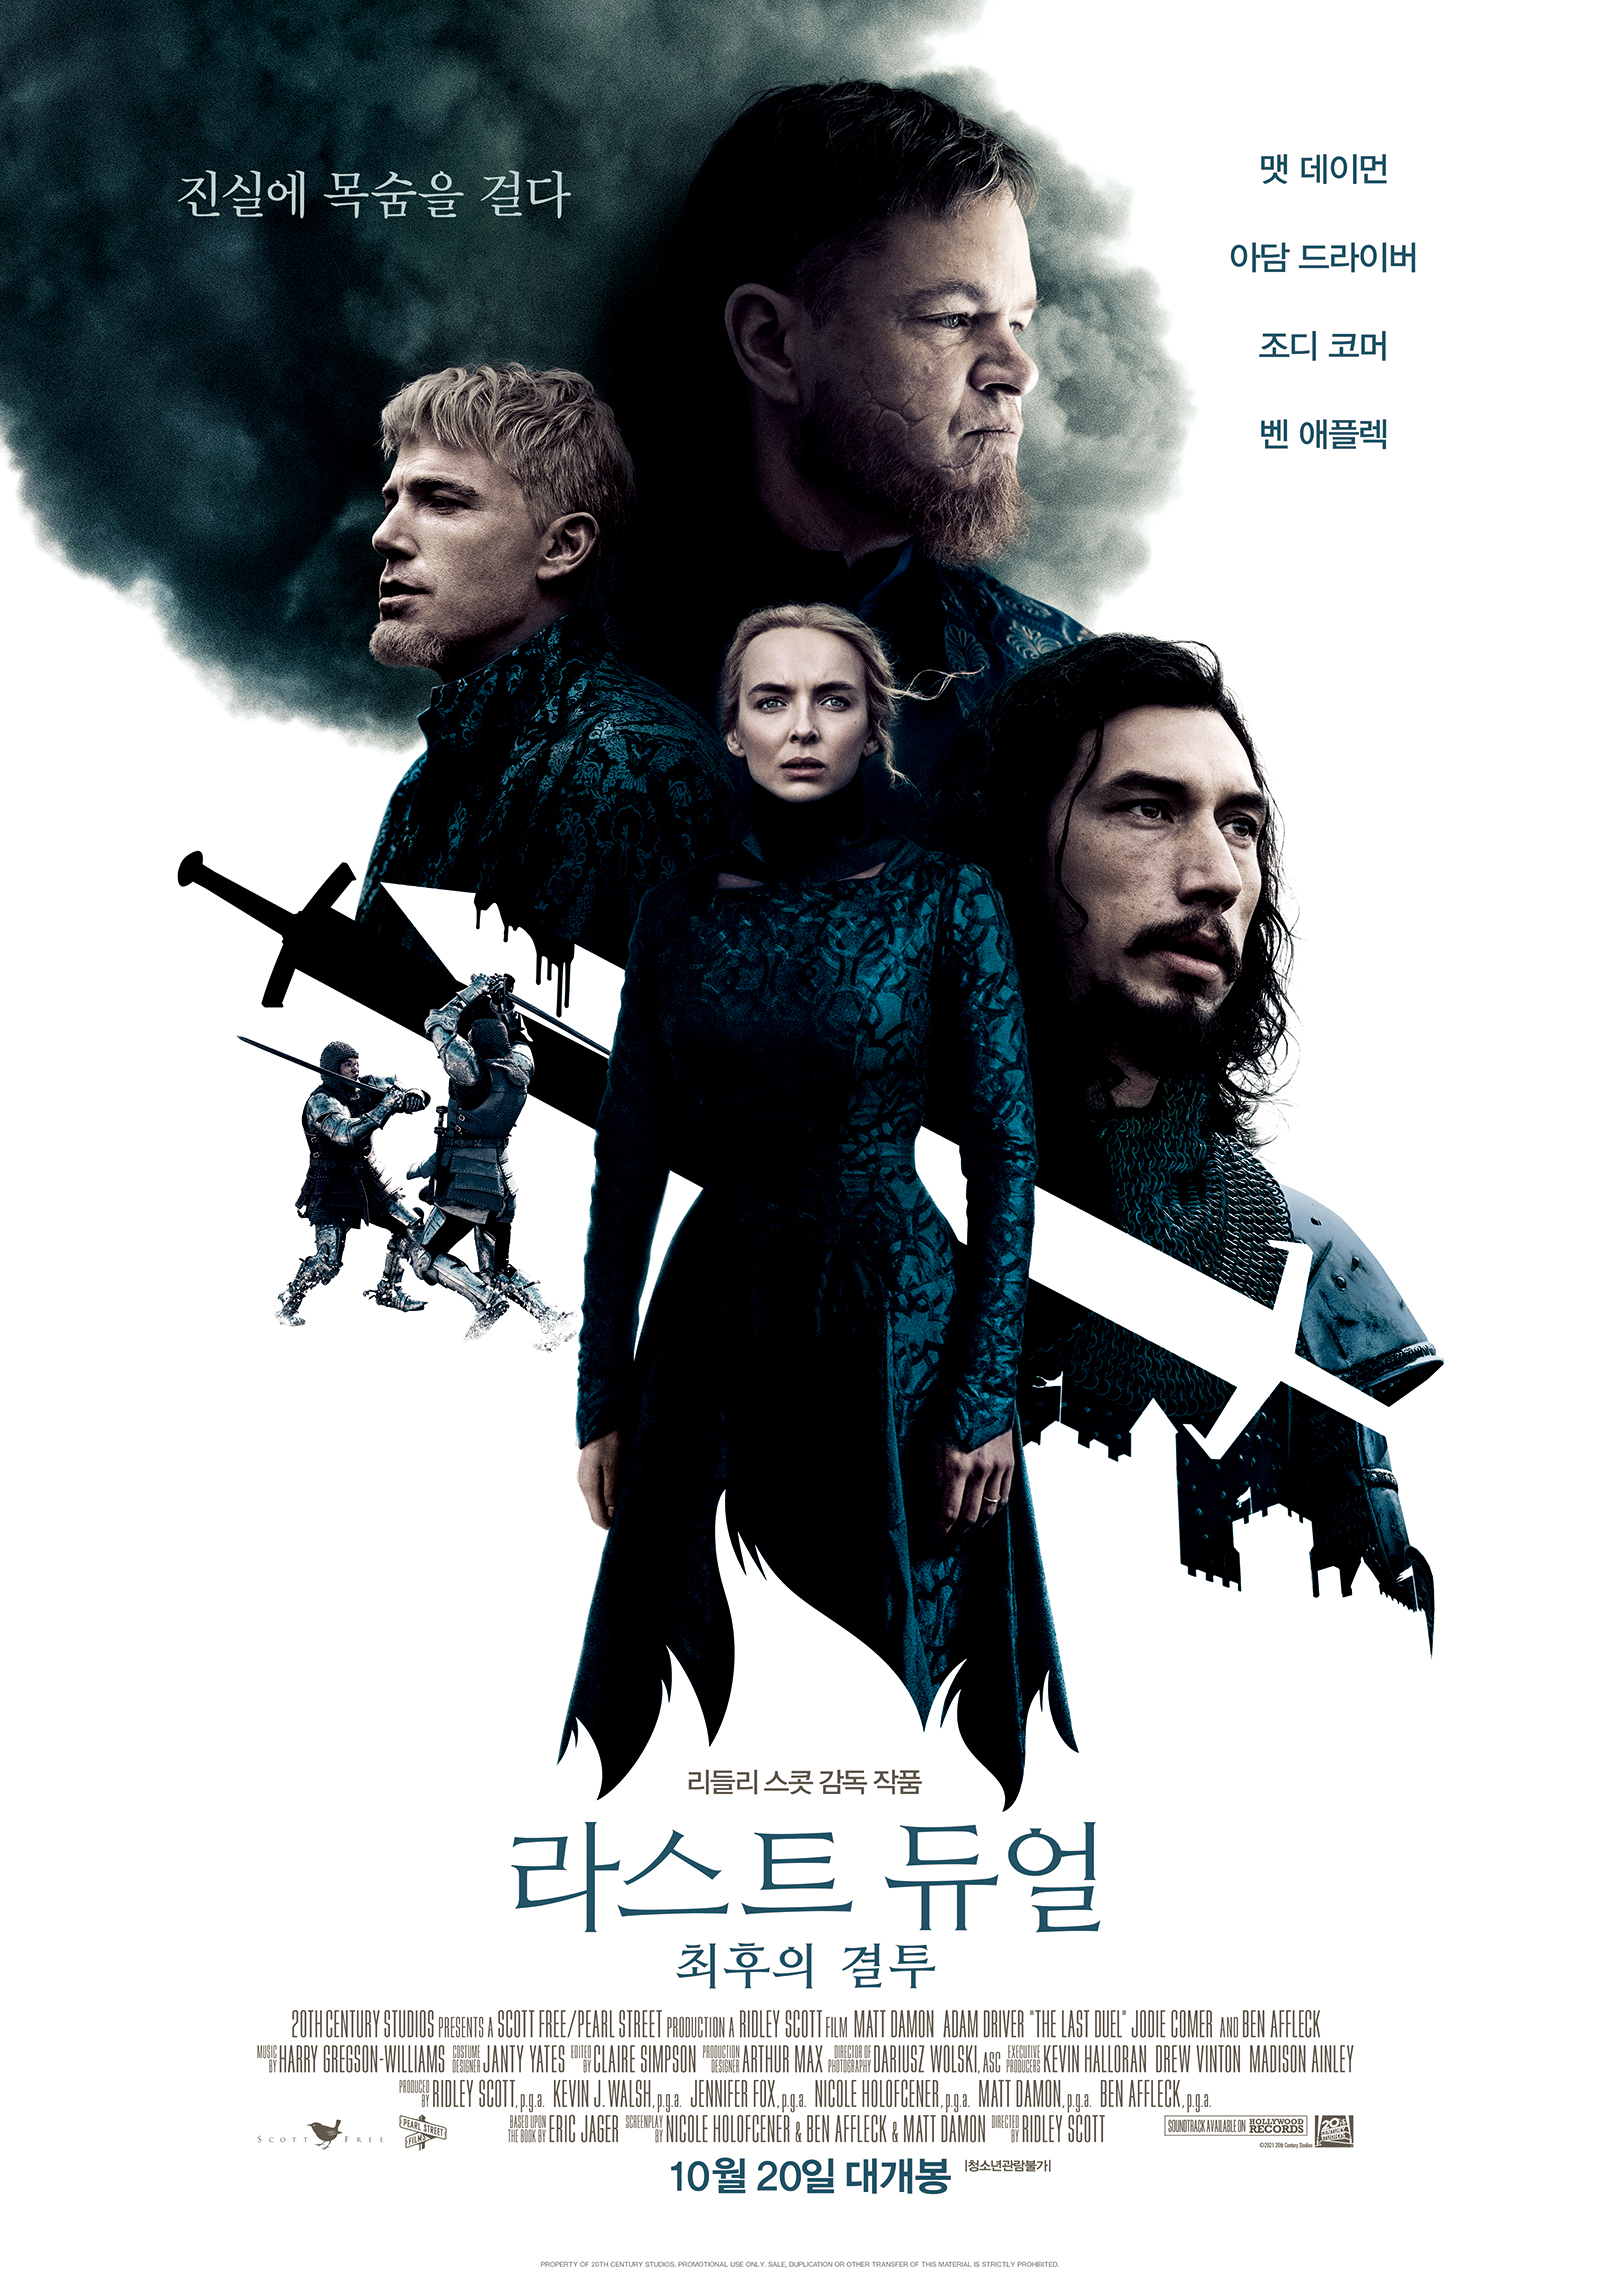 진실에 목숨을 걸다
맷 데이먼
아담 드라이버
조디 코머
벤 애플렉
리들리 스콧 감독 작품
라스트 듀얼
최후의 결투
20TH CENTURY STUDIOS PRESENTS A SCOTT FREE/PEARL STREET PRODUCTION A RIDLEY SCOTT FILM MATT DAMON ADAM DRIVER "THE LAST DUEL" JODIE COMER AND BEN AFFLECK
MUSIC BY HARRY GREGSON-WILLIAMS COSTUME DESIGNER JANTY YATES EDITED BY CLAIRE SIMPSON PRODUCTION DESIGNER ARTHUR MAX DIRECTOR OF PHOTOGRAPHY DARIUSZ WOLSKI, ASC EXECUTIVE PRODUCERS KEVIN HALLORAN DREW VINTON MADISON AINLEY
PRODUCED BY RIDLEY SCOTT, p.g.a. KEVIN J. WALSH, p.g.a. JENNIFER FOX, p.g.a. NICOLE HOLOFCENER, p.g.a. MATT DAMON, p.g.a. BEN AFFLECK, p.g.a.
SCOTT FREE PEARL STREET FILMS BASED UPON THE BOOK BY ERIC JAGER SCREENPLAY BY NICOLE HOLOFCENER & BEN AFFLECK & MATT DAMON DIRECTED BY RIDLEY SCOTT SOUNDTRACK AVAILABLE ON HOLLYWOOD RECORDS 20TH CENTURY STUDIOS
©2021 20th Century Studios
10월 20일 대개봉 |청소년관람불가|
PROPERTY OF 20TH CENTURY STUDIOS. PROMOTIONAL USE ONLY. SALE, DUPLICATION OR OTHER TRANSFER OF THIS MATERIAL IS STRICTLY PROHIBITED.